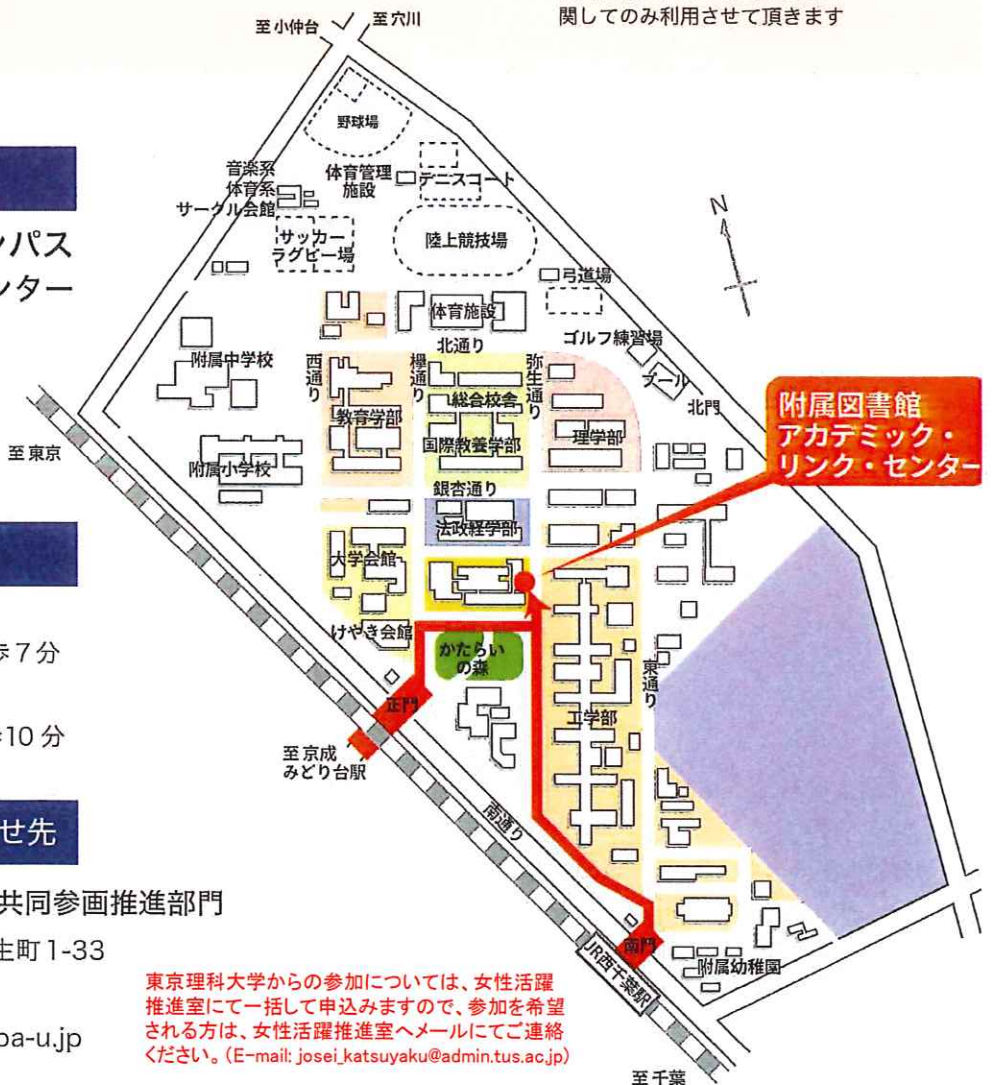 関してのみ利用させて頂きます
至小仲台
至穴川
野球場
音楽系
体育系
サークル会館
体育管理
施設
テニスコート
サッカー
ラグビー場
陸上競技場
N
ンパス
ンター
弓道場
体育施設
北通り
ゴルフ練習場
プール
北門
附属中学校
西通り
欅通り
弥生通り
総合校舎
教育学部
国際教養学部
理学部
附属図書館
アカデミック・
リンク・センター
至東京
附属小学校
銀杏通り
法政経学部
大学会館
けやき会館
かたらい
の森
歩7分
正門
東通り
工学部
10分
至京成
みどり台駅
南通り
せ先
共同参画推進部門
生町1-33
南門
JR西千葉駅
附属幼稚園
東京理科大学からの参加については、女性活躍
推進室にて一括して申込みますので、参加を希望
される方は、女性活躍推進室へメールにてご連絡
ください。(E-mail: josei_katsuyaku@admin.tus.ac.jp)
ba-u.jp
至千葉